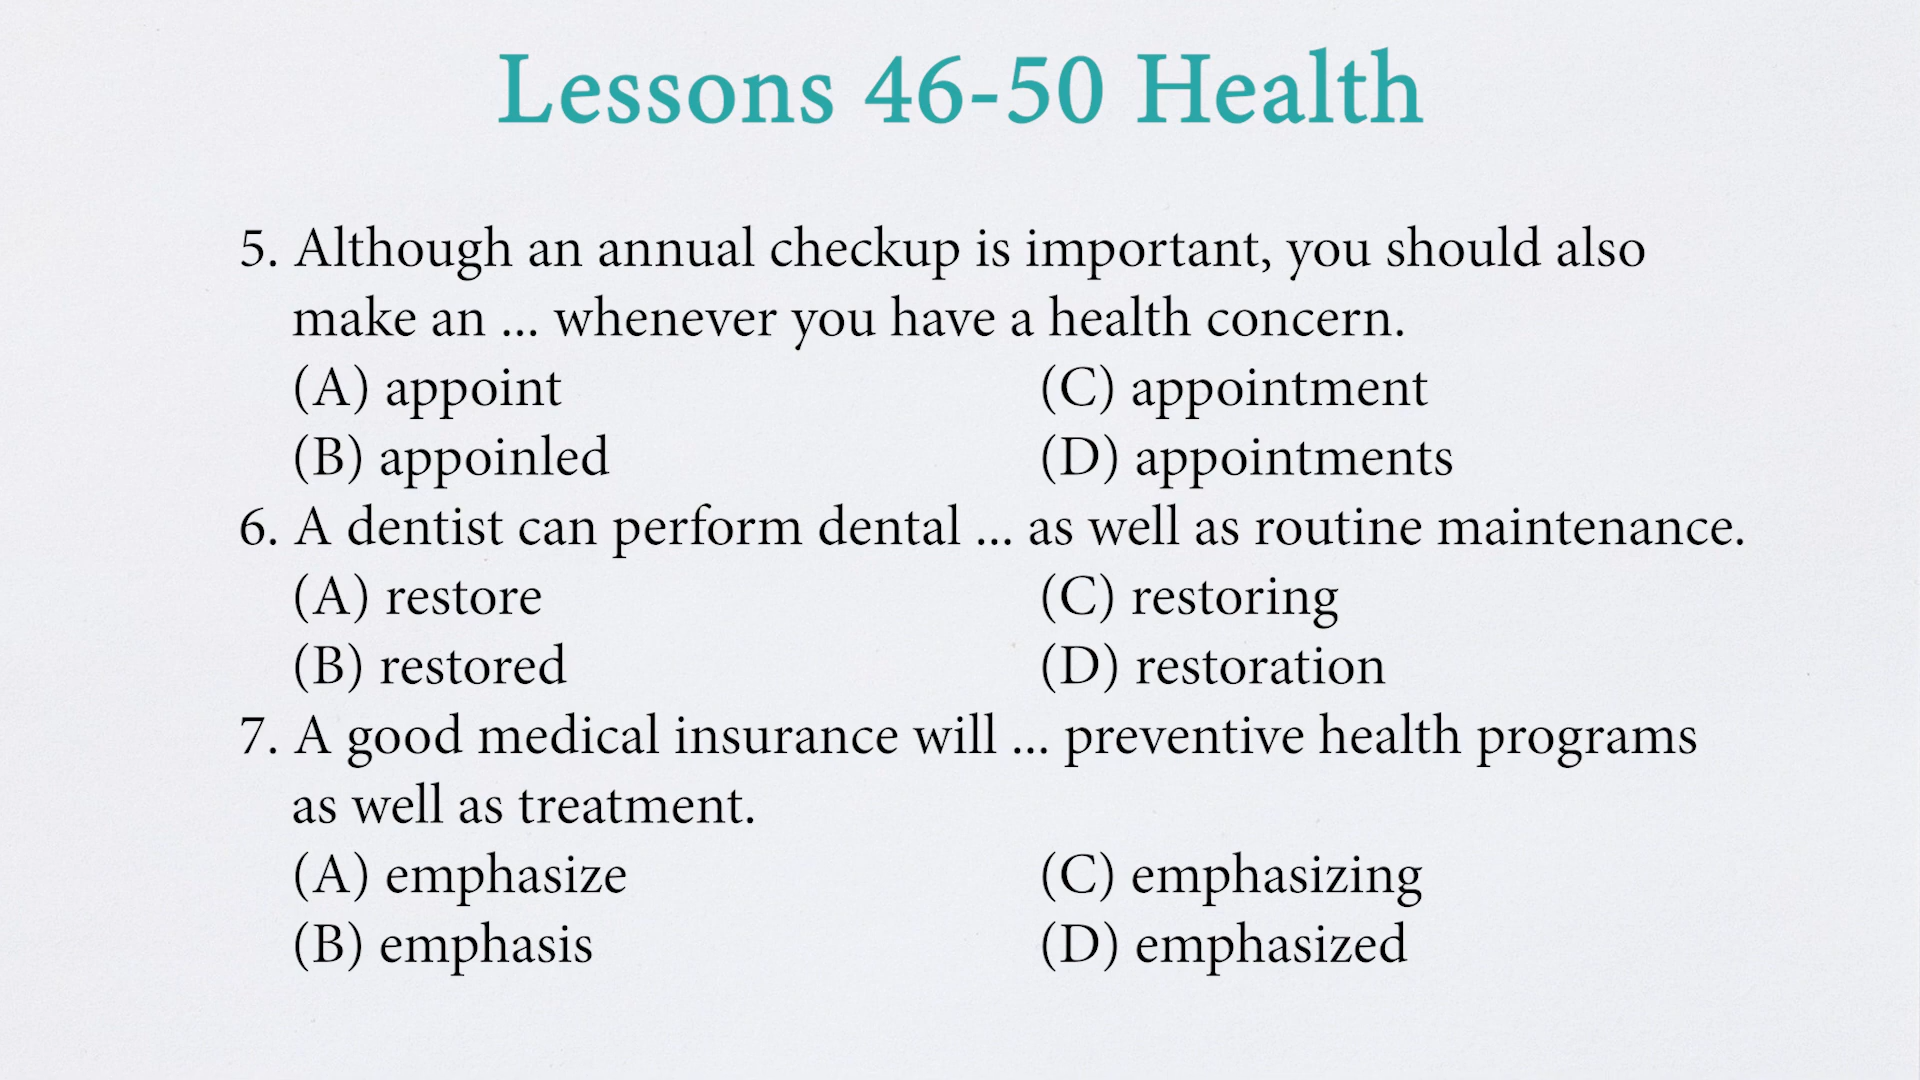 Lessons 46-50 Health
5. Although an annual checkup is important, you should also
make an ... whenever you have a health concern.
(A) appoint (C) appointment
(B) appoinled (D) appointments
6. A dentist can perform dental ... as well as routine maintenance.
(A) restore (C) restoring
(B) restored (D) restoration
7. A good medical insurance will ... preventive health programs
as well as treatment.
(A) emphasize (C) emphasizing
(B) emphasis (D) emphasized